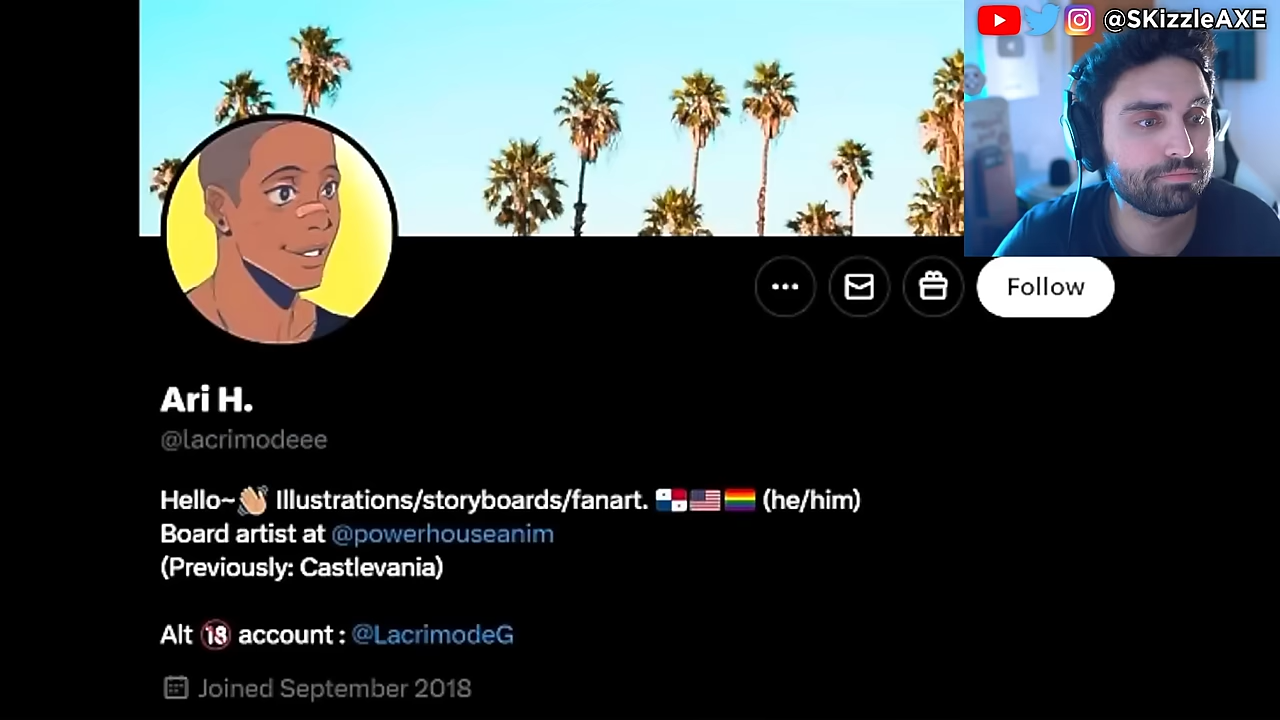 @SKizzleAXE
Follow
Ari H.
@lacrimodeee
Hello~👋🏼 Illustrations/storyboards/fanart. 🇵🇦🇺🇸🏳️‍🌈 (he/him)
Board artist at @powerhouseanim
(Previously: Castlevania)
Alt 🔞 account : @LacrimodeG
Joined September 2018